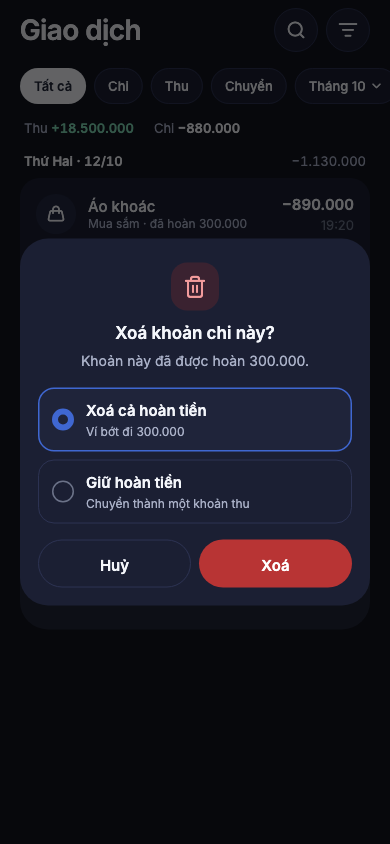 Giao dịch
Tất cả
Chi
Thu
Chuyển
Tháng 10
Thu +18.500.000 Chi −880.000
Thứ Hai · 12/10 −1.130.000
Áo khoác −890.000
Mua sắm · đã hoàn 300.000 19:20
Xoá khoản chi này?
Khoản này đã được hoàn 300.000.
Xoá cả hoàn tiền
Ví bớt đi 300.000
Giữ hoàn tiền
Chuyển thành một khoản thu
Huỷ
Xoá